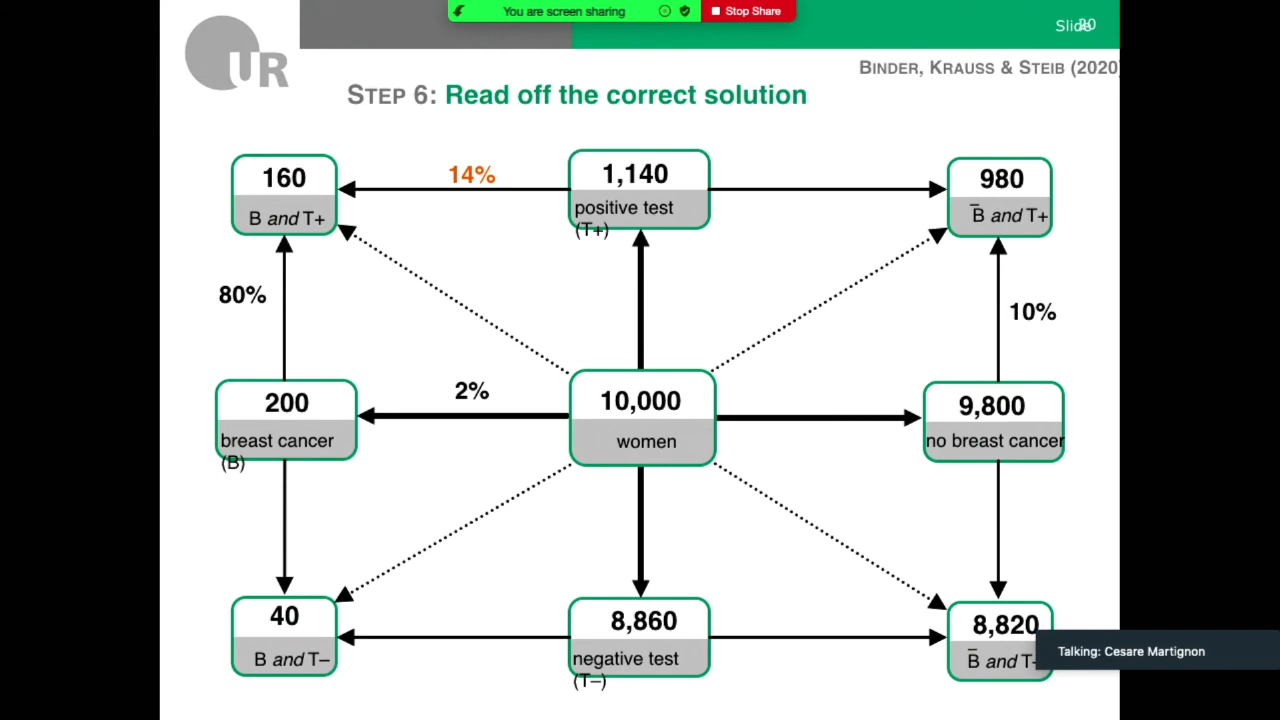 You are screen sharing
Stop Share
Slide
UR
BINDER, KRAUSS & STEIB (2020)
STEP 6: Read off the correct solution
160
B and T+
14%
1,140
positive test
(T+)
980
B̅ and T+
80%
10%
2%
200
breast cancer
(B)
10,000
women
9,800
no breast cancer
40
B and T–
8,860
negative test
(T–)
8,820
B̅ and T–
Talking: Cesare Martignon